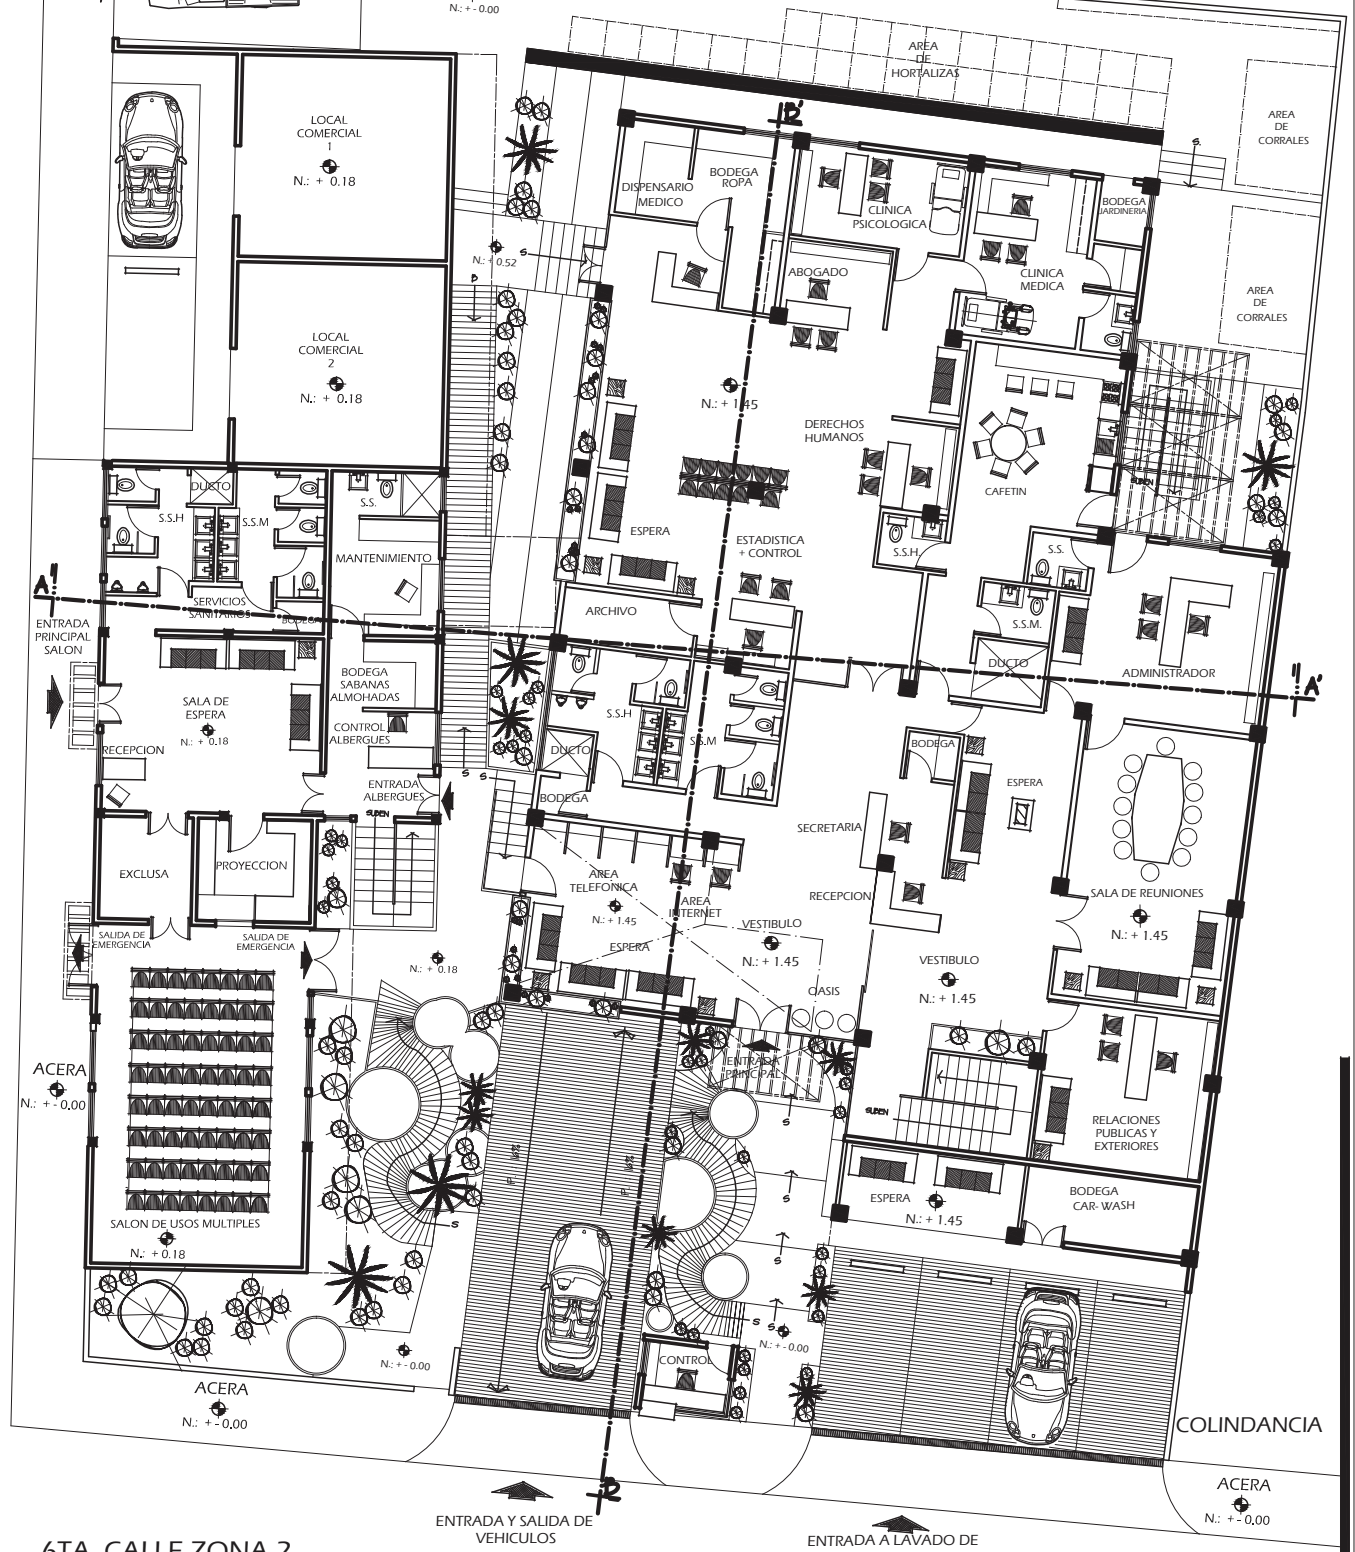 N.: +- 0.00
AREA
DE
HORTALIZAS
AREA
DE
CORRALES
S
B'
LOCAL
COMERCIAL
1
N.: + 0.18
DISPENSARIO
MEDICO
BODEGA
ROPA
CLINICA
PSICOLOGICA
BODEGA
JARDINERIA
N.: + 0.52
S
B
ABOGADO
CLINICA
MEDICA
AREA
DE
CORRALES
LOCAL
COMERCIAL
2
N.: + 0.18
N.: + 1.45
DERECHOS
HUMANOS
CAFETIN
SUBEN
DUCTO
S.S.H
S.S.M
S.S.
MANTENIMIENTO
ESPERA
ESTADISTICA
+ CONTROL
S.S.H.
S.S.
A
SERVICIOS
SANITARIOS
BODEGA
ARCHIVO
S.S.M.
DUCTO
ADMINISTRADOR
A'
ENTRADA
PRINCIPAL
SALON
BODEGA
SABANAS
ALMOHADAS
SALA DE
ESPERA
N.: + 0.18
CONTROL
ALBERGUES
RECEPCION
S.S.H
S.S.M
DUCTO
BODEGA
BODEGA
ESPERA
ENTRADA
ALBERGUES
SUBEN
S
S
SECRETARIA
EXCLUSA
PROYECCION
AREA
TELEFONICA
N.: + 1.45
AREA
INTERNET
RECEPCION
SALA DE REUNIONES
N.: + 1.45
SALIDA DE
EMERGENCIA
SALIDA DE
EMERGENCIA
ESPERA
VESTIBULO
N.: + 1.45
VESTIBULO
N.: + 1.45
N.: + 0.18
OASIS
ENTRADA
PRINCIPAL
ACERA
N.: +- 0.00
SUBEN
S
RELACIONES
PUBLICAS Y
EXTERIORES
S
S
SALON DE USOS MULTIPLES
N.: + 0.18
ESPERA
N.: + 1.45
BODEGA
CAR- WASH
S
S
S
N.: +- 0.00
N.: +- 0.00
CONTROL
ACERA
N.: +- 0.00
COLINDANCIA
ACERA
N.: +- 0.00
B
ENTRADA Y SALIDA DE
VEHICULOS
ENTRADA A LAVADO DE
6TA. CALLE ZONA 2